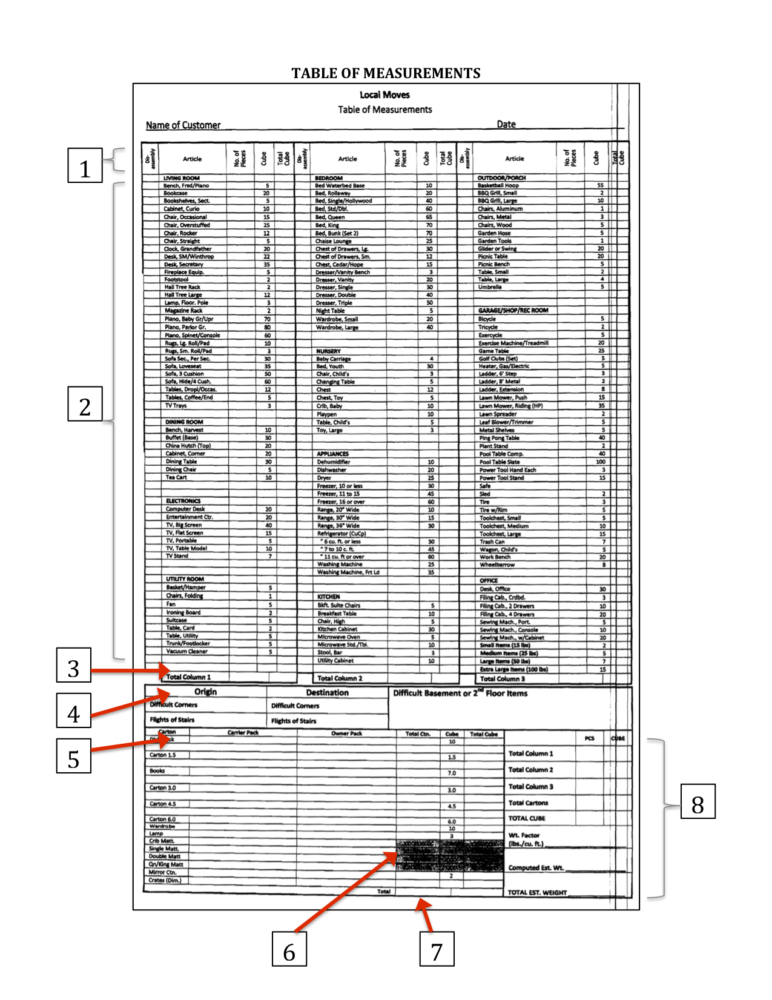 TABLE OF MEASUREMENTS
Local Moves
Table of Measurements
Name of Customer
Date
1
Dis-assembly Article No. of Pieces Cube Total Cube
LIVING ROOM
Bench, Frsd/Piano 5
Bookcase 20
Bookshelves, Sect. 5
Cabinet, Curio 10
Chair, Occasional 15
Chair, Overstuffed 25
Chair, Rocker 12
Chair, Straight 5
Clock, Grandfather 20
Desk, SM/Winthrop 22
Desk, Secretary 35
Fireplace Equip. 5
Footstool 2
Hall Tree Rack 2
Hall Tree Large 12
Lamp, Floor. Pole 3
Magazine Rack 2
Piano, Baby Gr/Upr 70
Piano, Parlor Gr. 80
Piano, Spinet/Console 60
Rugs, Lg. Roll/Pad 10
Rugs, Sm. Roll/Pad 3
Sofa Sec., Per Sec. 30
Sofa, Loveseat 35
Sofa, 3 Cushion 50
Sofa, Hide/4 Cush. 60
Tables, Dropl/Occas. 12
Tables, Coffee/End 5
TV Trays 3
2
DINING ROOM
Bench, Harvest 10
Buffet (Base) 30
China Hutch (Top) 20
Cabinet, Corner 20
Dining Table 30
Dining Chair 5
Tea Cart 10
ELECTRONICS
Computer Desk 20
Entertainment Ctr. 20
TV, Big Screen 40
TV, Flat Screen 15
TV, Portable 5
TV, Table Model 10
TV Stand 7
UTILITY ROOM
Basket/Hamper 5
Chairs, Folding 1
Fan 5
Ironing Board 2
Suitcase 5
Table, Card 2
Table, Utility 5
Trunk/Footlocker 5
Vacuum Cleaner 5
3
Total Column 1
Dis-assembly Article No. of Pieces Cube Total Cube
BEDROOM
Bed Waterbed Base 10
Bed, Rollaway 20
Bed, Single/Hollywood 40
Bed, Std/Dbl. 60
Bed, Queen 65
Bed, King 70
Bed, Bunk (Set 2) 70
Chaise Lounge 25
Chest of Drawers, Lg. 30
Chest of Drawers, Sm. 12
Chest, Cedar/Hope 15
Dresser/Vanity Bench 3
Dresser, Vanity 20
Dresser, Single 30
Dresser, Double 40
Dresser, Triple 50
Night Table 5
Wardrobe, Small 20
Wardrobe, Large 40
NURSERY
Baby Carriage 4
Bed, Youth 30
Chair, Child's 3
Changing Table 5
Chest 12
Chest, Toy 5
Crib, Baby 10
Playpen 10
Table, Child's 5
Toy, Large 3
APPLIANCES
Dehumidifier 10
Dishwasher 20
Dryer 25
Freezer, 10 or less 30
Freezer, 11 to 15 45
Freezer, 16 or over 60
Range, 20" Wide 10
Range, 30" Wide 15
Range, 36" Wide 30
Refrigerator (CuCp)
" 6 cu. ft. or less 30
" 7 to 10 c. ft. 45
" 11 cu. ft or over 60
Washing Machine 25
Washing Machine, Frt Ld 35
KITCHEN
Bkft. Suite Chairs 5
Breakfast Table 10
Chair, High 5
Kitchen Cabinet 30
Microwave Oven 5
Microwave Std./Tbl. 10
Stool, Bar 3
Utility Cabinet 10
Total Column 2
Dis-assembly Article No. of Pieces Cube Total Cube
OUTDOOR/PORCH
Basketball Hoop 55
BBQ Grill, Small 2
BBQ Grill, Large 10
Chairs, Aluminum 1
Chairs, Metal 3
Chairs, Wood 5
Garden Hose 5
Garden Tools 1
Glider or Swing 20
Picnic Table 20
Picnic Bench 5
Table, Small 2
Table, Large 4
Umbrella 5
GARAGE/SHOP/REC ROOM
Bicycle 5
Tricycle 2
Exercycle 5
Exercise Machine/Treadmill 20
Game Table 25
Golf Clubs (Set) 5
Heater, Gas/Electric 5
Ladder, 6' Step 3
Ladder, 8' Metal 2
Ladder, Extension 8
Lawn Mower, Push 15
Lawn Mower, Riding (HP) 35
Lawn Spreader 2
Leaf Blower/Trimmer 5
Metal Shelves 5
Ping Pong Table 40
Plant Stand 2
Pool Table Comp. 40
Pool Table Slate 100
Power Tool Hand Each 3
Power Tool Stand 15
Safe
Sled 2
Tire 3
Tire w/Rim 5
Toolchest, Small 5
Toolchest, Medium 10
Toolchest, Large 15
Trash Can 7
Wagon, Child's 5
Work Bench 20
Wheelbarrow 8
OFFICE
Desk, Office 30
Filing Cab., Crdbd. 3
Filing Cab., 2 Drawers 10
Filing Cab., 4 Drawers 20
Sewing Mach., Port. 5
Sewing Mach., Console 10
Sewing Mach., w/Cabinet 20
Small Items (15 lbs) 2
Medium Items (25 lbs) 5
Large Items (50 lbs) 7
Extra Large Items (100 lbs) 15
Total Column 3
4
Origin Destination Difficult Basement or 2nd Floor Items
Difficult Corners Difficult Corners
Flights of Stairs Flights of Stairs
5
Carton Carrier Pack Owner Pack Total Ctn. Cube Total Cube
10
Carton 1.5 1.5
Books 7.0
Carton 3.0 3.0
Carton 4.5 4.5
Carton 6.0 6.0
Wardrobe 10
Lamp 3
Crib Matt.
Single Matt.
Double Matt
Qn/King Matt
Mirror Ctn. 2
Crates (Dim.)
Total
PCS CUBE
Total Column 1
Total Column 2
Total Column 3
Total Cartons
TOTAL CUBE
Wt. Factor
(lbs./cu. ft.)
Computed Est. Wt.
TOTAL EST. WEIGHT
8
6
7